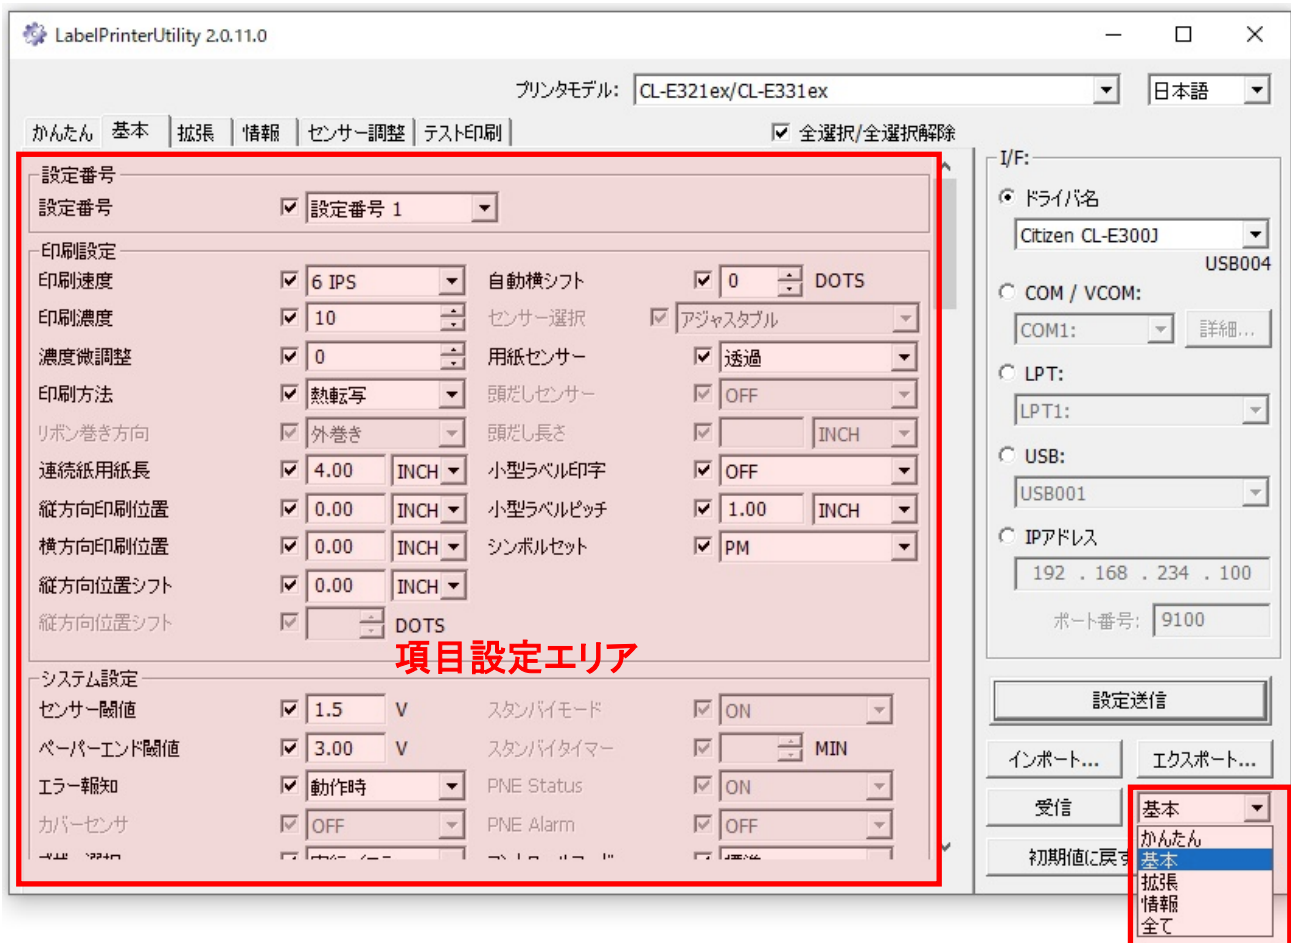 LabelPrinterUtility 2.0.11.0
プリンタモデル: CL-E321ex/CL-E331ex 日本語
かんたん 基本 拡張 情報 センサー調整 テスト印刷 全選択/全選択解除
設定番号
設定番号 設定番号 1
印刷設定
印刷速度 6 IPS 自動横シフト 0 DOTS
印刷濃度 10 センサー選択 アジャスタブル
濃度微調整 0 用紙センサー 透過
印刷方法 熱転写 頭だしセンサー OFF
リボン巻き方向 外巻き 頭だし長さ INCH
連続紙用紙長 4.00 INCH 小型ラベル印字 OFF
縦方向印刷位置 0.00 INCH 小型ラベルピッチ 1.00 INCH
横方向印刷位置 0.00 INCH シンボルセット PM
縦方向位置シフト 0.00 INCH
縦方向位置シフト DOTS
項目設定エリア
システム設定
センサー閾値 1.5 V スタンバイモード ON
ペーパーエンド閾値 3.00 V スタンバイタイマー MIN
エラー報知 動作時 PNE Status ON
カバーセンサ OFF PNE Alarm OFF
I/F:
ドライバ名
Citizen CL-E300J
USB004
COM / VCOM:
COM1: 詳細...
LPT:
LPT1:
USB:
USB001
IPアドレス
192 . 168 . 234 . 100
ポート番号: 9100
設定送信
インポート... エクスポート...
受信 基本
初期値に戻す
かんたん
基本
拡張
情報
全て